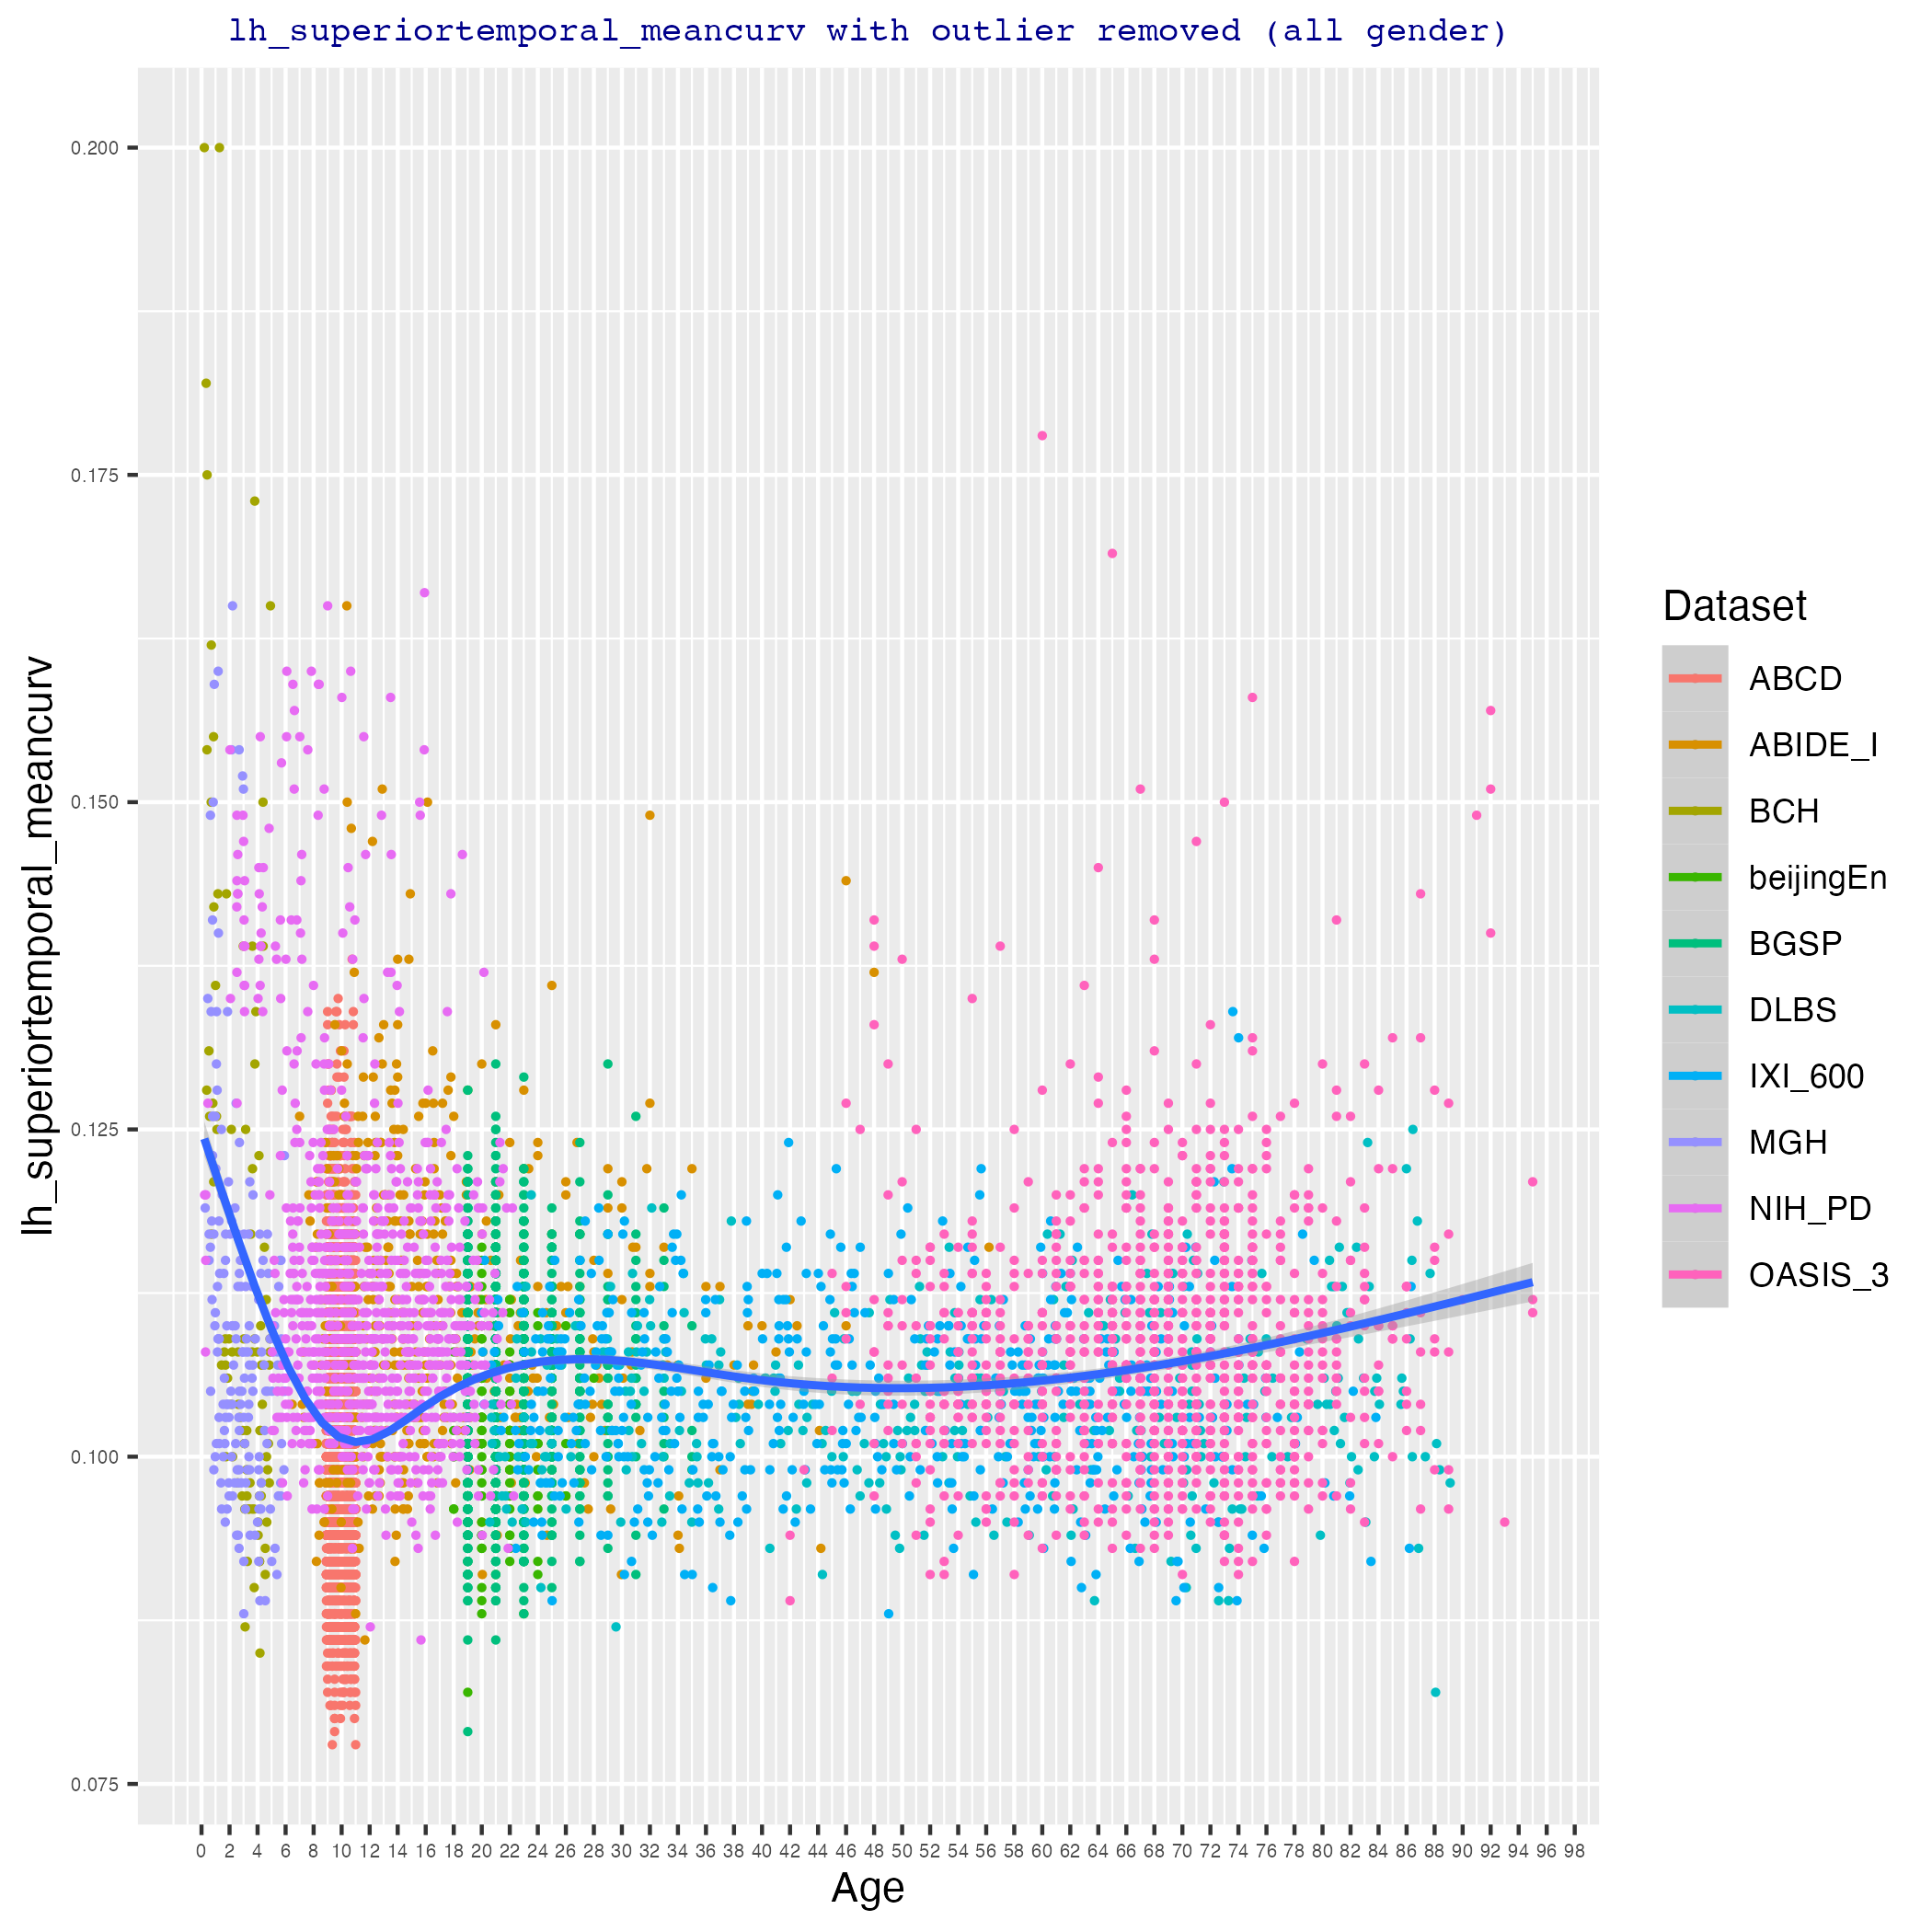 lh_superiortemporal_meancurv with outlier removed (all gender)
lh_superiortemporal_meancurv
0.200
0.175
0.150
0.125
0.100
0.075
0 2 4 6 8 10 12 14 16 18 20 22 24 26 28 30 32 34 36 38 40 42 44 46 48 50 52 54 56 58 60 62 64 66 68 70 72 74 76 78 80 82 84 86 88 90 92 94 96 98
Age
Dataset
ABCD
ABIDE_I
BCH
beijingEn
BGSP
DLBS
IXI_600
MGH
NIH_PD
OASIS_3